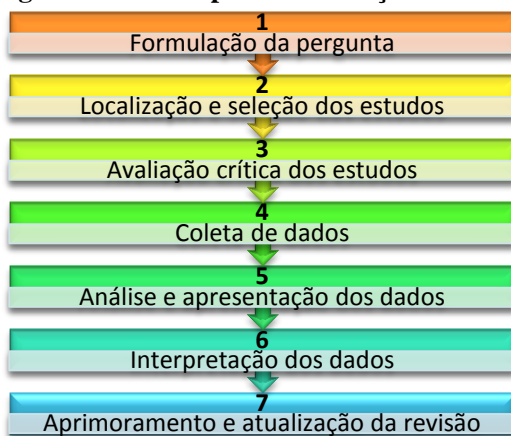 1
Formulação da pergunta
2
Localização e seleção dos estudos
3
Avaliação crítica dos estudos
4
Coleta de dados
5
Análise e apresentação dos dados
6
Interpretação dos dados
7
Aprimoramento e atualização da revisão